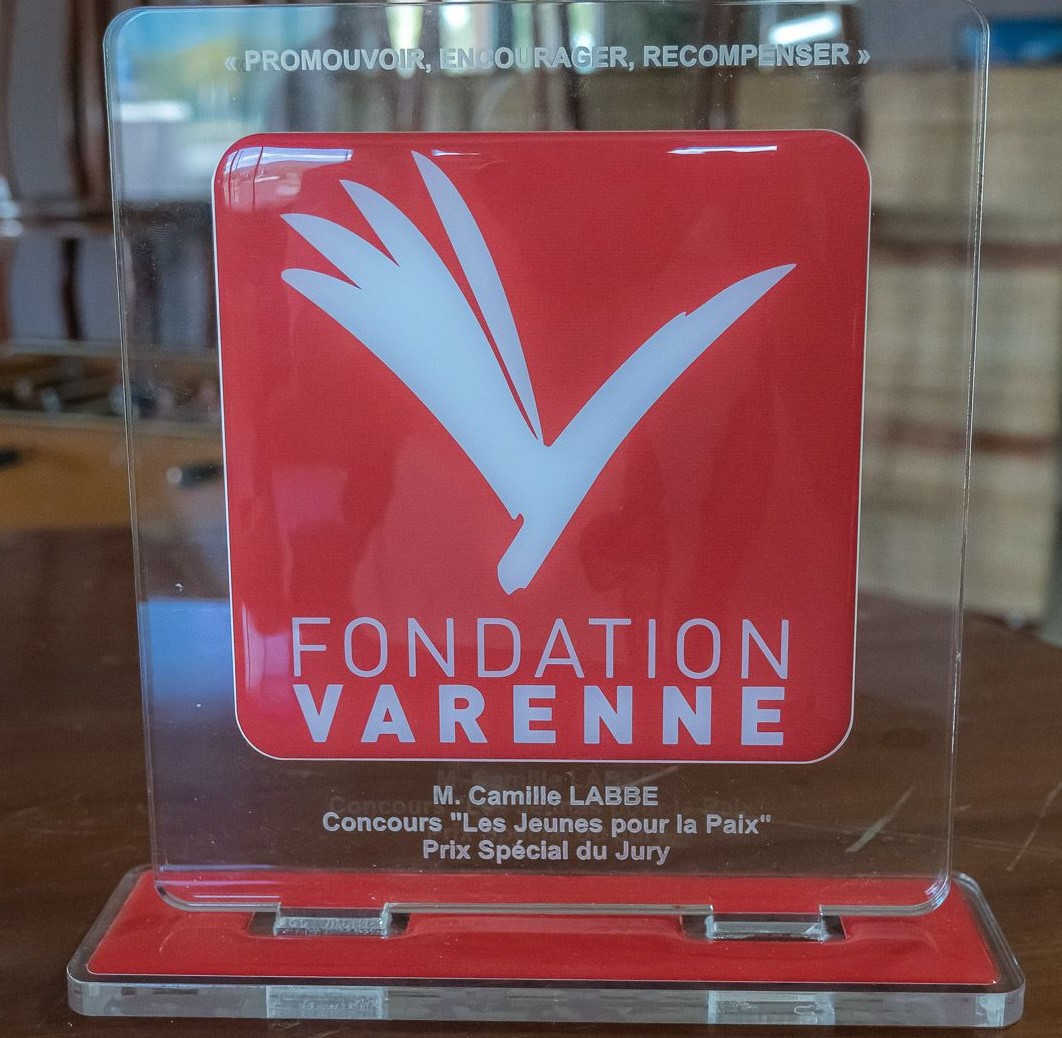 « PROMOUVOIR, ENCOURAGER, RECOMPENSER »
FONDATION
VARENNE
M. Camille LABBE
Concours "Les Jeunes pour la Paix"
Prix Spécial du Jury